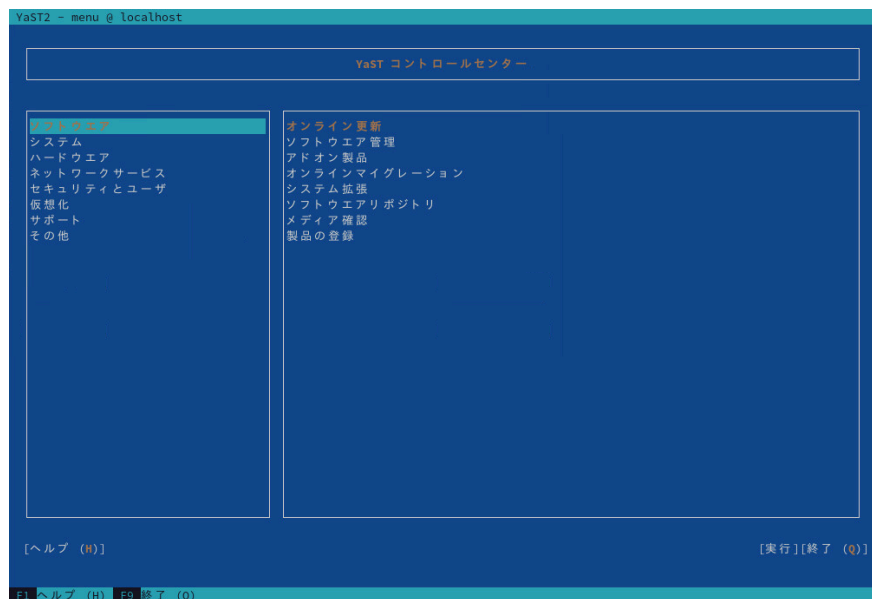 YaST2 - menu @ localhost
YaST コントロールセンター
ソフトウエア
システム
ハードウエア
ネットワークサービス
セキュリティとユーザ
仮想化
サポート
その他
オンライン更新
ソフトウエア管理
アドオン製品
オンラインマイグレーション
システム拡張
ソフトウエアリポジトリ
メディア確認
製品の登録
[ヘルプ (H)]
[実行][終了 (Q)]
F1 ヘルプ (H) F9 終了 (Q)